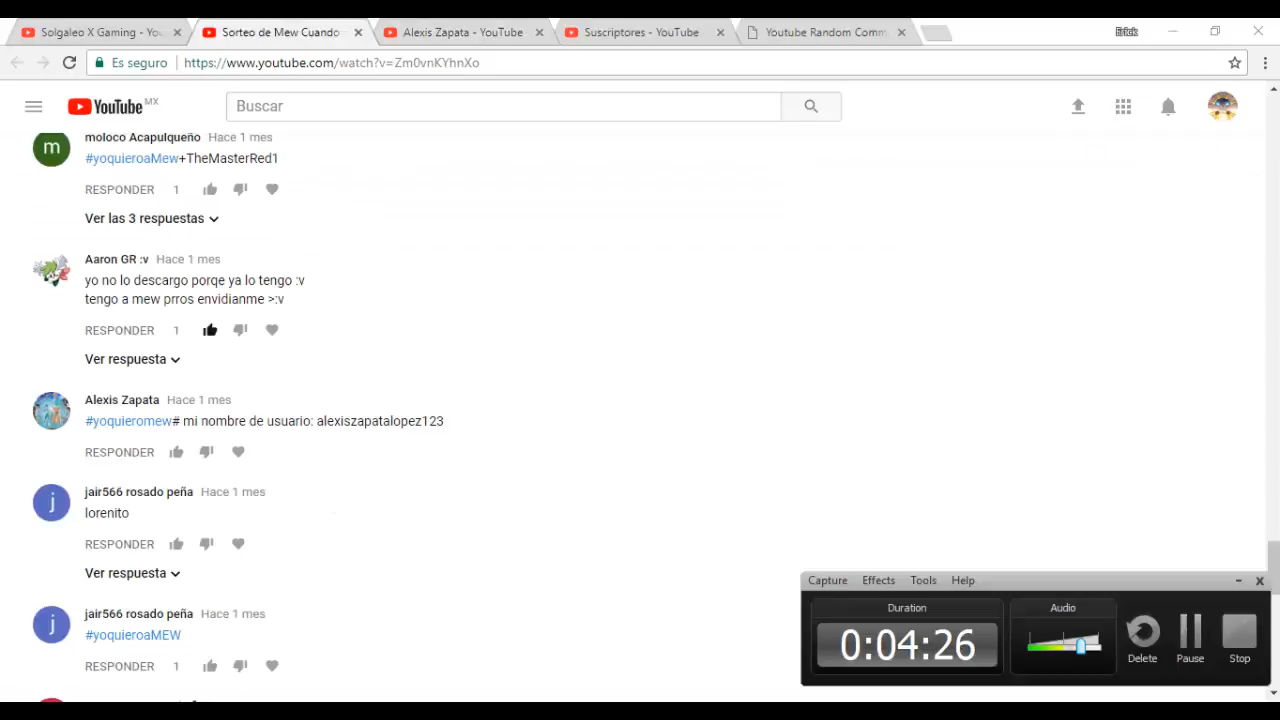 Solgaleo X Gaming - You
Sorteo de Mew Cuando
Alexis Zapata - YouTube
Suscriptores - YouTube
Youtube Random Comm
Erick
Es seguro
https://www.youtube.com/watch?v=Zm0vnKYhnXo
YouTube MX
Buscar
moloco Acapulqueño Hace 1 mes
#yoquieroaMew+TheMasterRed1
RESPONDER 1
Ver las 3 respuestas
Aaron GR :v Hace 1 mes
yo no lo descargo porqe ya lo tengo :v
tengo a mew prros envidianme >:v
RESPONDER 1
Ver respuesta
Alexis Zapata Hace 1 mes
#yoquieromew# mi nombre de usuario: alexiszapatalopez123
RESPONDER
j
jair566 rosado peña Hace 1 mes
lorenito
RESPONDER
Ver respuesta
j
jair566 rosado peña Hace 1 mes
#yoquieroaMEW
RESPONDER 1
m
Capture Effects Tools Help
Duration
0:04:26
Audio
Delete
Pause
Stop